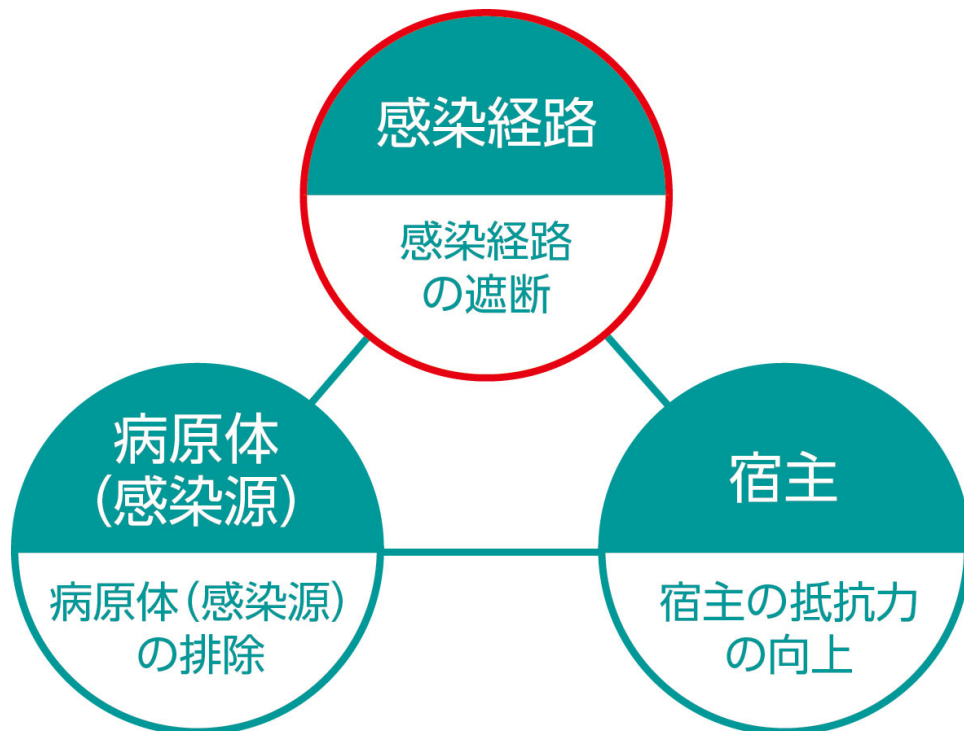 感染経路
感染経路
の遮断
病原体
(感染源)
病原体(感染源)
の排除
宿主
宿主の抵抗力
の向上